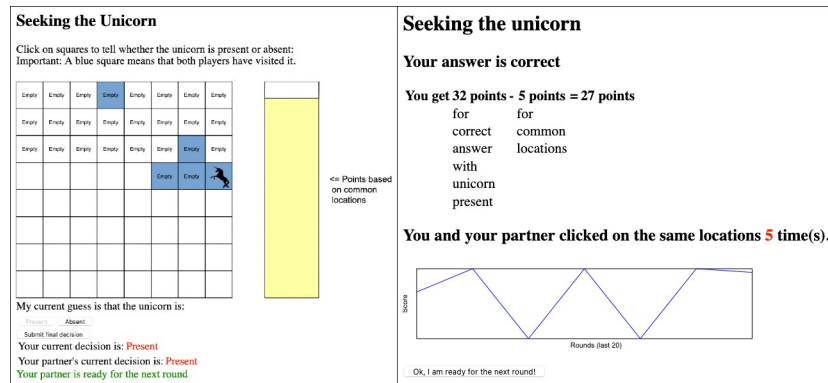 Seeking the Unicorn
Click on squares to tell whether the unicorn is present or absent:
Important: A blue square means that both players have visited it.
Empty Empty Empty Empty Empty Empty Empty Empty
Empty Empty Empty Empty Empty Empty Empty Empty
Empty Empty Empty Empty Empty Empty Empty Empty
Empty Empty
<= Points based
on common
locations
My current guess is that the unicorn is:
Present Absent
Submit final decision
Your current decision is: Present
Your partner's current decision is: Present
Your partner is ready for the next round
Seeking the unicorn
Your answer is correct
You get 32 points - 5 points = 27 points
for for
correct common
answer locations
with
unicorn
present
You and your partner clicked on the same locations 5 time(s).
Score
Rounds (last 20)
Ok, I am ready for the next round!